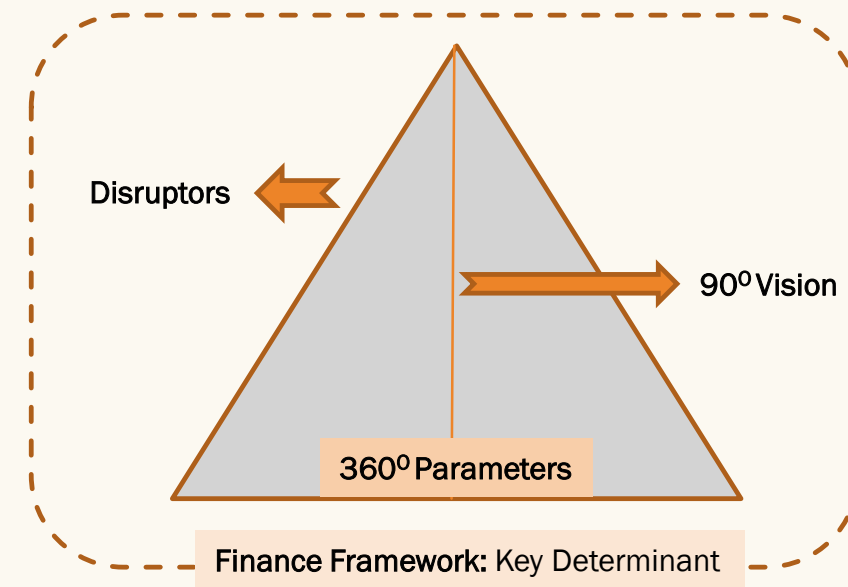 Disruptors
90⁰ Vision
360⁰ Parameters
Finance Framework: Key Determinant